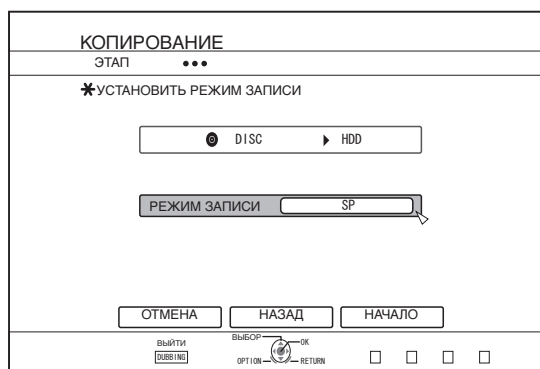 КОПИРОВАНИЕ
ЭТАП
УСТАНОВИТЬ РЕЖИМ ЗАПИСИ
DISC HDD
РЕЖИМ ЗАПИСИ SP
ОТМЕНА НАЗАД НАЧАЛО
ВЫЙТИ ВЫБОР OK
DUBBING OPTION RETURN